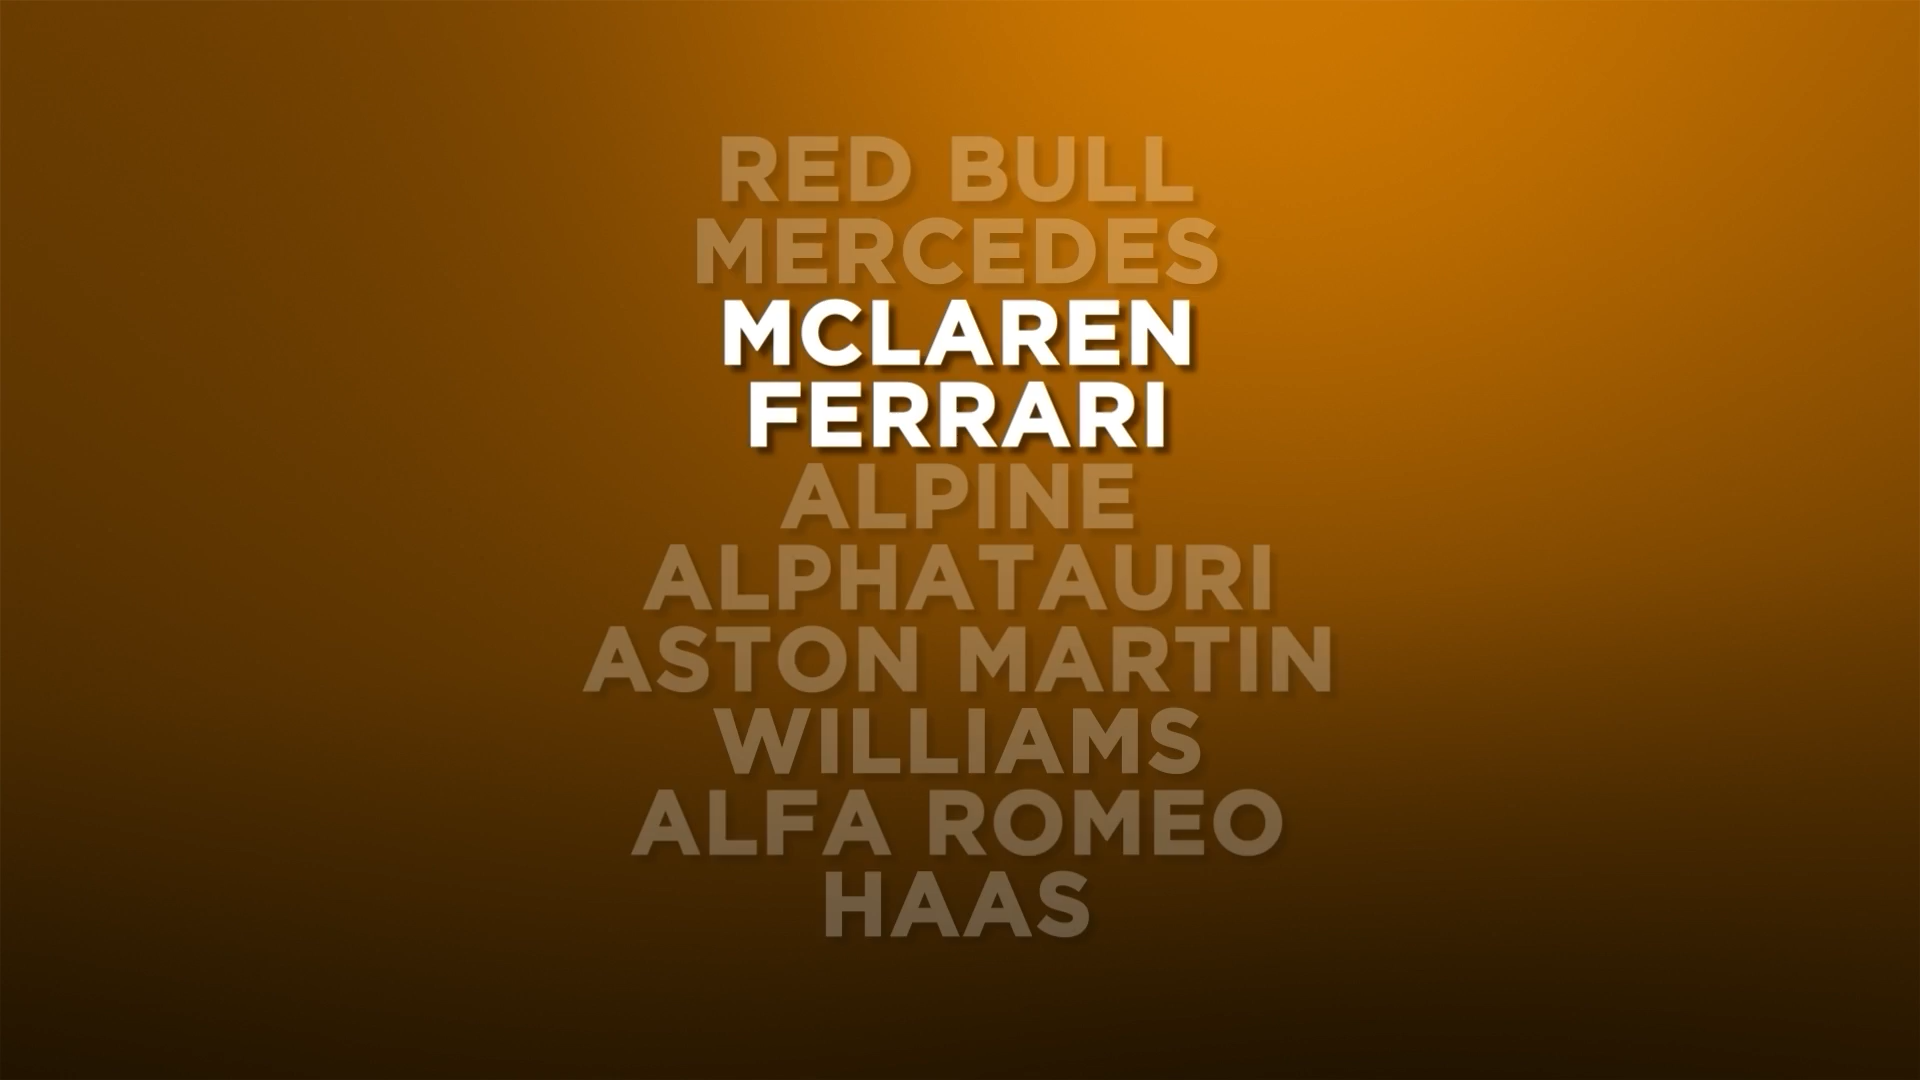 RED BULL
MERCEDES
MCLAREN
FERRARI
ALPINE
ALPHATAURI
ASTON MARTIN
WILLIAMS
ALFA ROMEO
HAAS